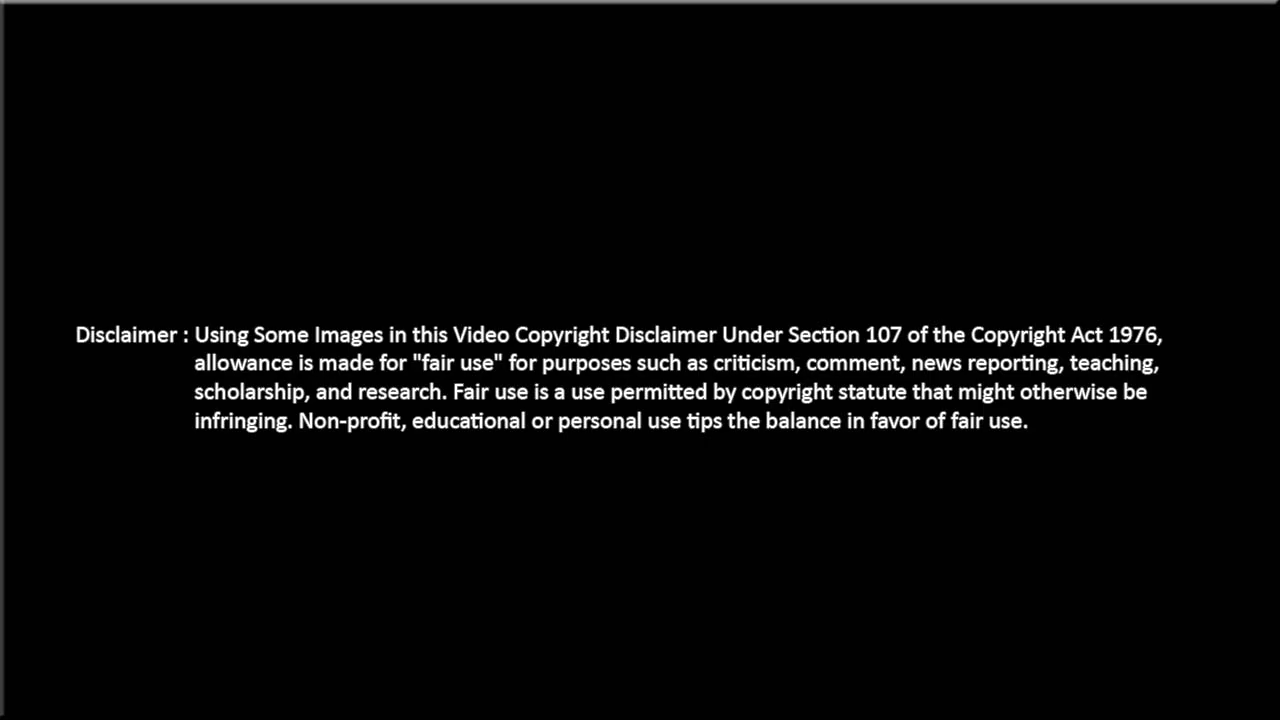 Disclaimer : Using Some Images in this Video Copyright Disclaimer Under Section 107 of the Copyright Act 1976,
allowance is made for "fair use" for purposes such as criticism, comment, news reporting, teaching,
scholarship, and research. Fair use is a use permitted by copyright statute that might otherwise be
infringing. Non-profit, educational or personal use tips the balance in favor of fair use.